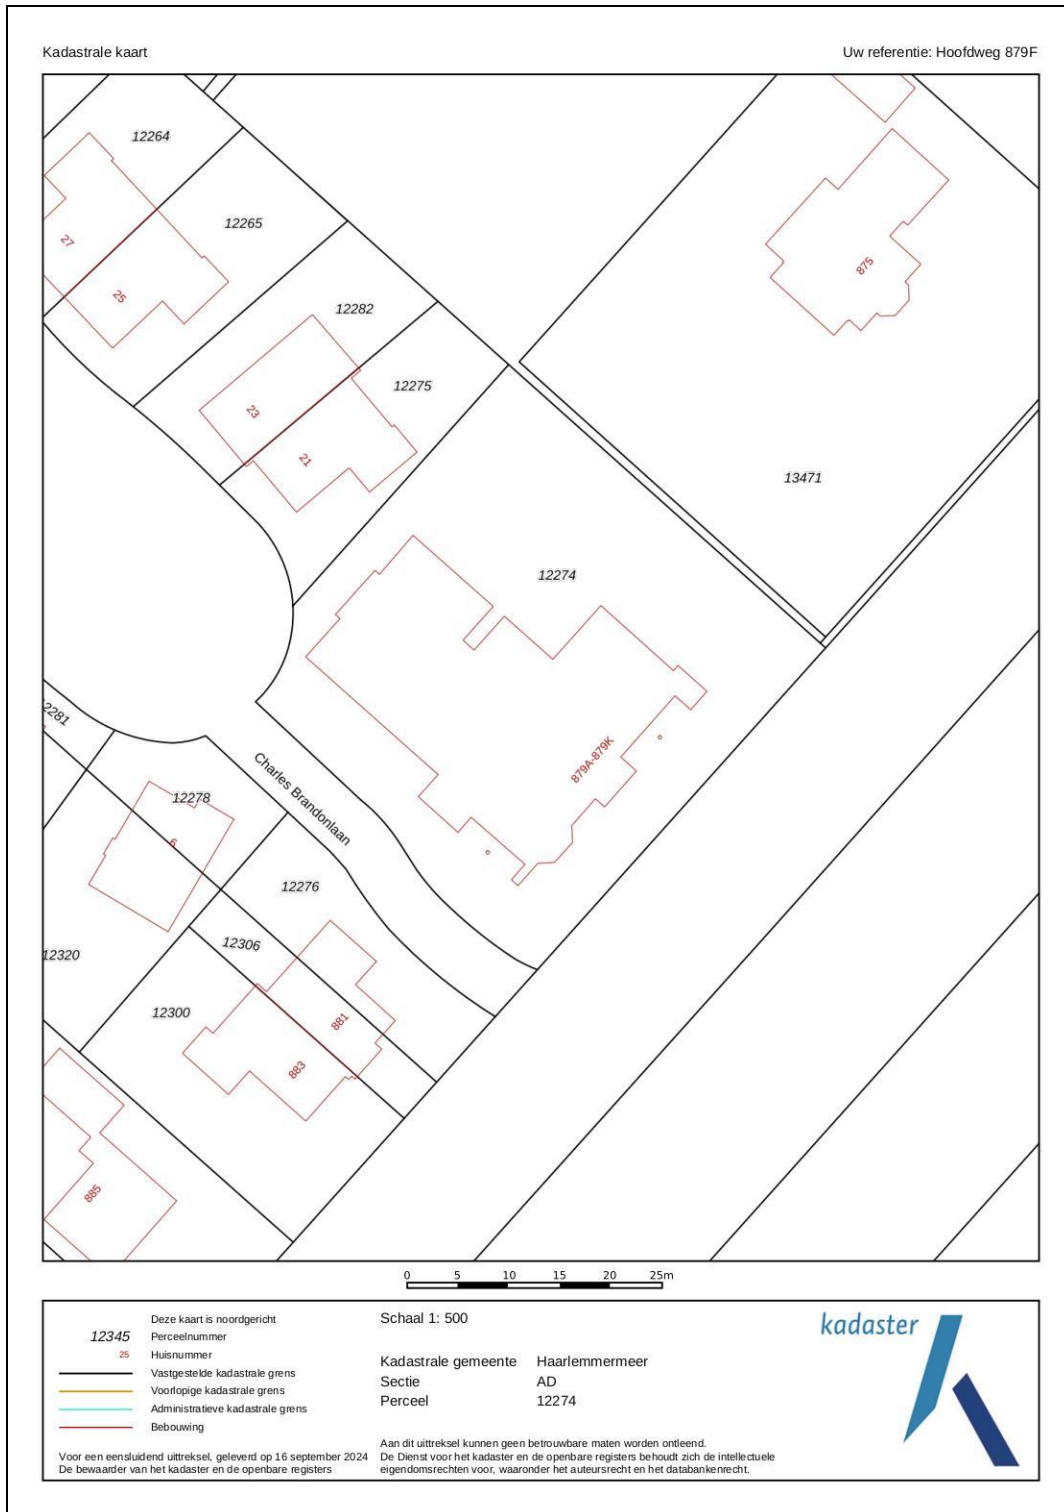 Kadastrale kaart
Uw referentie: Hoofdweg 879F
12264
12265
27
25
12282
875
12275
23
21
13471
12274
12281
879A-879K
Charles Brandonlaan
12278
6
12276
12306
12320
12300
881
883
885
0 5 10 15 20 25m
Deze kaart is noordgericht
12345 Perceelnummer
25 Huisnummer
Vastgestelde kadastrale grens
Voorlopige kadastrale grens
Administratieve kadastrale grens
Bebouwing
Voor een eensluidend uittreksel, geleverd op 16 september 2024
De bewaarder van het kadaster en de openbare registers
Schaal 1: 500
Kadastrale gemeente Haarlemmermeer
Sectie AD
Perceel 12274
Aan dit uittreksel kunnen geen betrouwbare maten worden ontleend.
De Dienst voor het kadaster en de openbare registers behoudt zich de intellectuele
eigendomsrechten voor, waaronder het auteursrecht en het databankenrecht.
kadaster